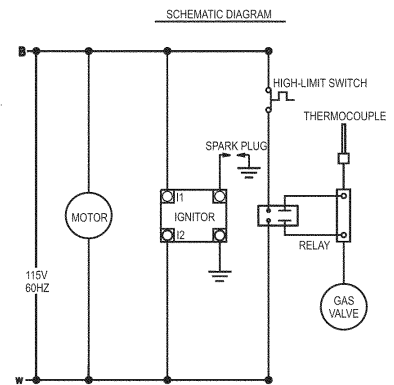 SCHEMATIC DIAGRAM
B
HIGH-LIMIT SWITCH
THERMOCOUPLE
SPARK PLUG
I1
MOTOR
IGNITOR
I2
RELAY
115V
60HZ
GAS
VALVE
W